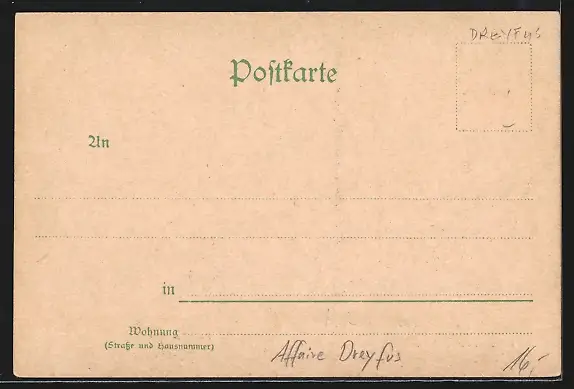 DREYFUS
Postkarte
An
in
Wohnung
(Straße und Hausnummer)
Affaire Dreyfus
16,-